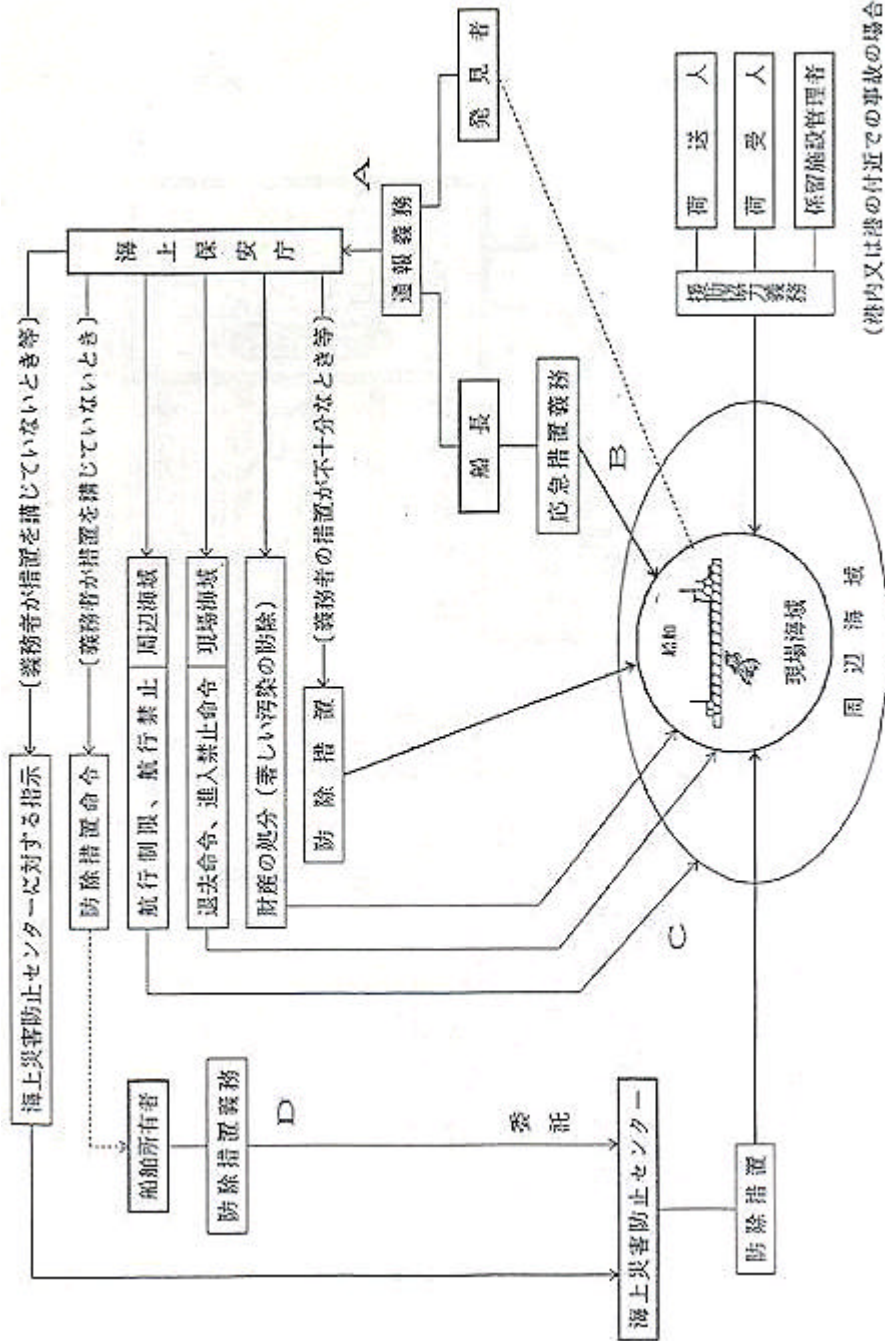 海上保安庁
(義務者が措置を講じていないとき等)
海上災害防止センターに対する指示
(義務者が措置を講じていないとき)
防除措置命令
周辺海域
航行制限、航行禁止
現場海域
退去命令、進入禁止命令
財産の処分(著しい汚染の防除)
(義務者の措置が不十分なとき等)
防除措置
A
通報義務
発見者
船長
応急措置義務
B
C
船舶所有者
防除措置義務
D
委託
海上災害防止センター
防除措置
船舶
現場海域
周辺海域
援助協力義務
荷送人
荷受人
係留施設管理者
(港内又は港の付近での事故の場合